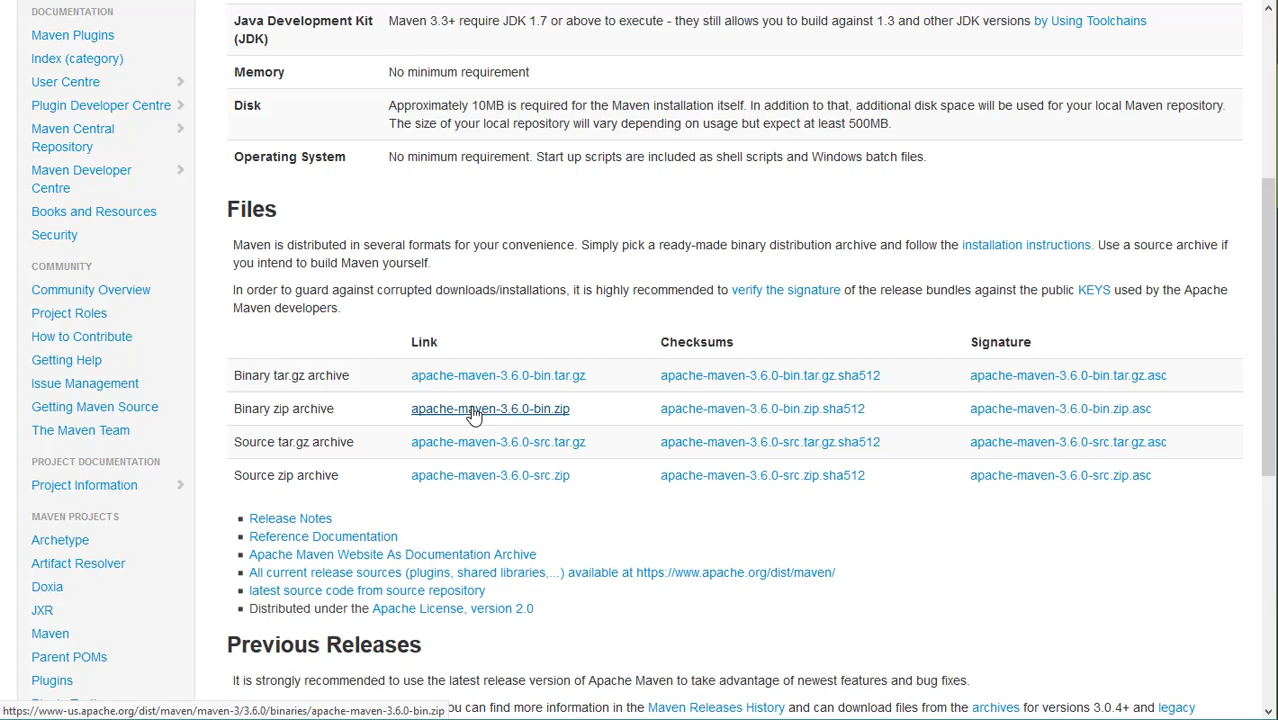 DOCUMENTATION
Maven Plugins
Index (category)
User Centre
Plugin Developer Centre
Maven Central
Repository
Maven Developer
Centre
Books and Resources
Security
COMMUNITY
Community Overview
Project Roles
How to Contribute
Getting Help
Issue Management
Getting Maven Source
The Maven Team
PROJECT DOCUMENTATION
Project Information
MAVEN PROJECTS
Archetype
Artifact Resolver
Doxia
JXR
Maven
Parent POMs
Plugins
Java Development Kit Maven 3.3+ require JDK 1.7 or above to execute - they still allows you to build against 1.3 and other JDK versions by Using Toolchains
(JDK)
Memory No minimum requirement
Disk Approximately 10MB is required for the Maven installation itself. In addition to that, additional disk space will be used for your local Maven repository.
The size of your local repository will vary depending on usage but expect at least 500MB.
Operating System No minimum requirement. Start up scripts are included as shell scripts and Windows batch files.
Files
Maven is distributed in several formats for your convenience. Simply pick a ready-made binary distribution archive and follow the installation instructions. Use a source archive if
you intend to build Maven yourself.
In order to guard against corrupted downloads/installations, it is highly recommended to verify the signature of the release bundles against the public KEYS used by the Apache
Maven developers.
Link Checksums Signature
Binary tar.gz archive apache-maven-3.6.0-bin.tar.gz apache-maven-3.6.0-bin.tar.gz.sha512 apache-maven-3.6.0-bin.tar.gz.asc
Binary zip archive apache-maven-3.6.0-bin.zip apache-maven-3.6.0-bin.zip.sha512 apache-maven-3.6.0-bin.zip.asc
Source tar.gz archive apache-maven-3.6.0-src.tar.gz apache-maven-3.6.0-src.tar.gz.sha512 apache-maven-3.6.0-src.tar.gz.asc
Source zip archive apache-maven-3.6.0-src.zip apache-maven-3.6.0-src.zip.sha512 apache-maven-3.6.0-src.zip.asc
Release Notes
Reference Documentation
Apache Maven Website As Documentation Archive
All current release sources (plugins, shared libraries,...) available at https://www.apache.org/dist/maven/
latest source code from source repository
Distributed under the Apache License, version 2.0
Previous Releases
It is strongly recommended to use the latest release version of Apache Maven to take advantage of newest features and bug fixes.
you can find more information in the Maven Releases History and can download files from the archives for versions 3.0.4+ and legacy
https://www-us.apache.org/dist/maven/maven-3/3.6.0/binaries/apache-maven-3.6.0-bin.zip